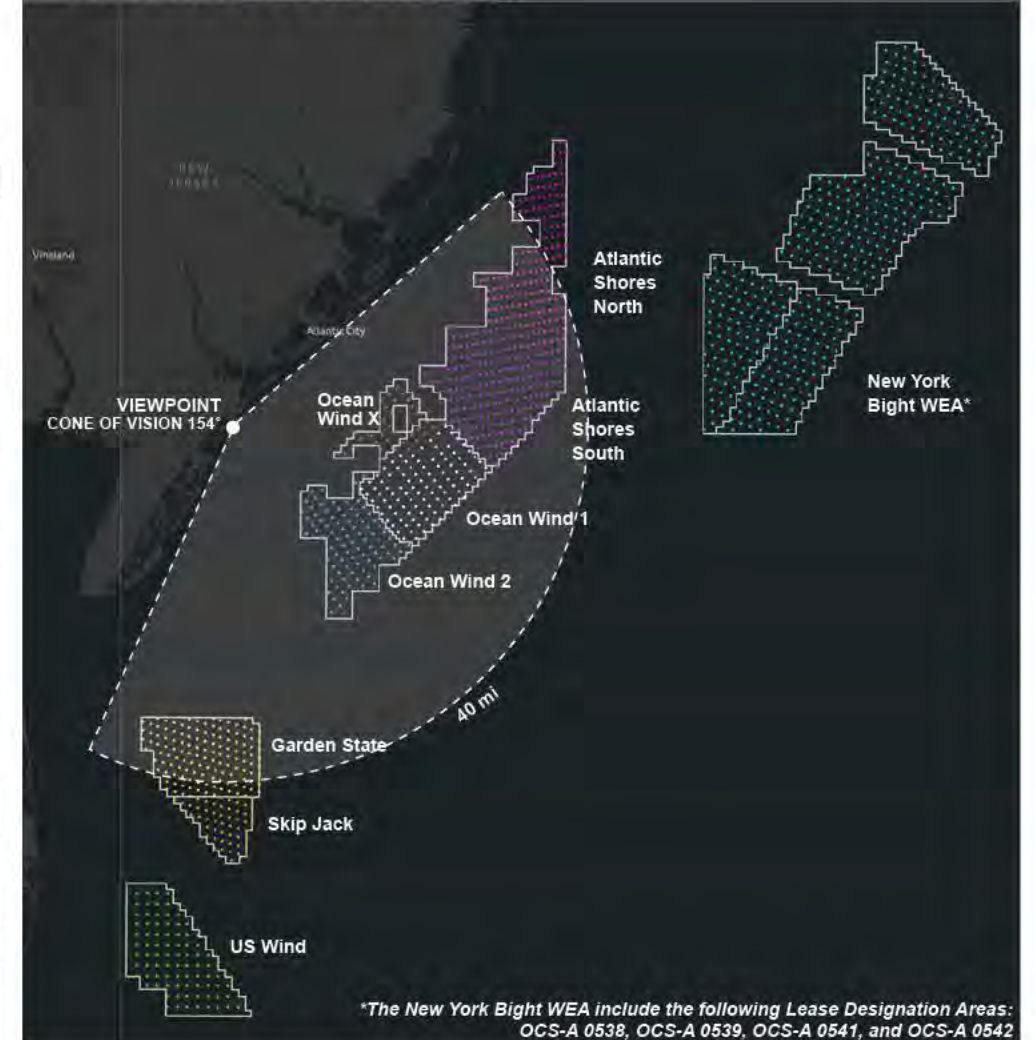 NEW
JERSEY
Vineland
Atlantic City
Atlantic
Shores
North
VIEWPOINT
CONE OF VISION 154°
Ocean
Wind X
Atlantic
Shores
South
New York
Bight WEA*
Ocean Wind 1
Ocean Wind 2
40 mi
Garden State
Skip Jack
US Wind
*The New York Bight WEA include the following Lease Designation Areas:
OCS-A 0538, OCS-A 0539, OCS-A 0541, and OCS-A 0542